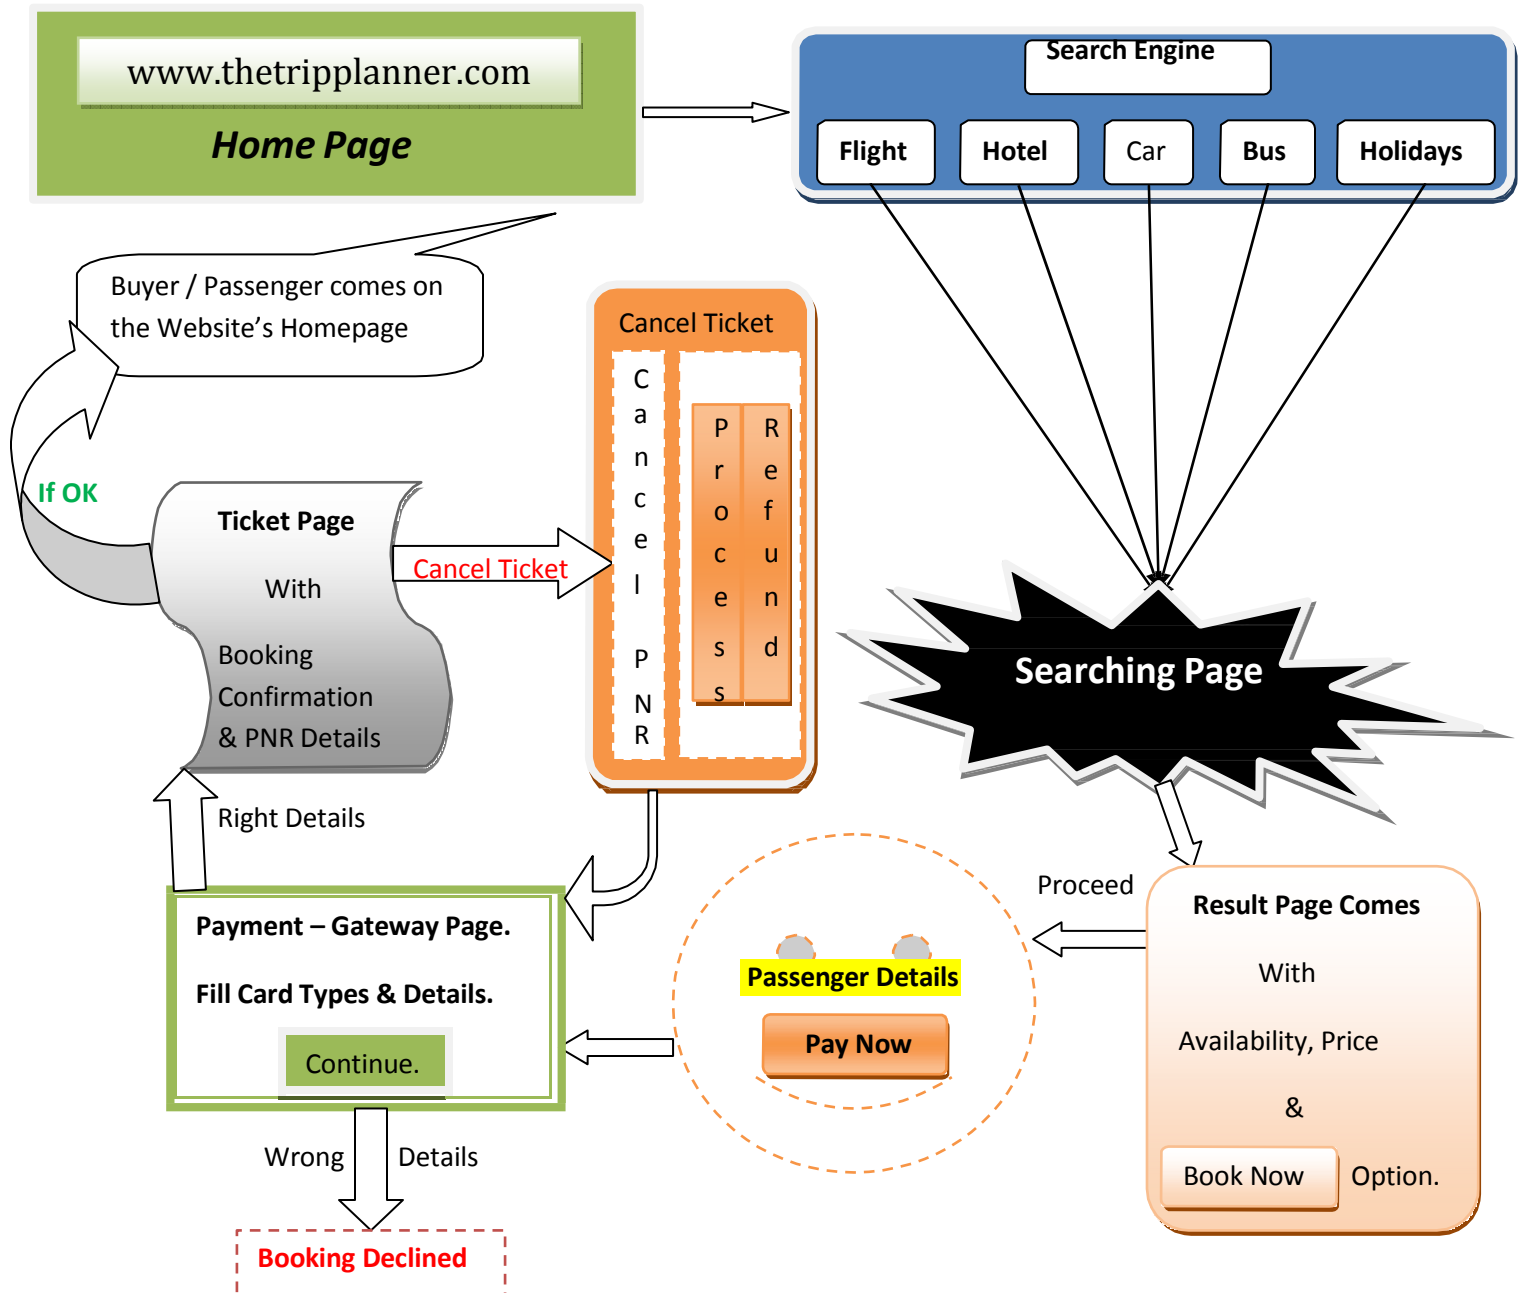 www.thetripplanner.com
Home Page
Search Engine
Flight
Hotel
Car
Bus
Holidays
Buyer / Passenger comes on
the Website’s Homepage
If OK
Ticket Page
With
Booking
Confirmation
& PNR Details
Cancel Ticket
Cancel Ticket
Cancel PNR
Process
Refund
Searching Page
Right Details
Proceed
Result Page Comes
With
Availability, Price
&
Book Now Option.
Passenger Details
Pay Now
Payment – Gateway Page.
Fill Card Types & Details.
Continue.
Wrong Details
Booking Declined